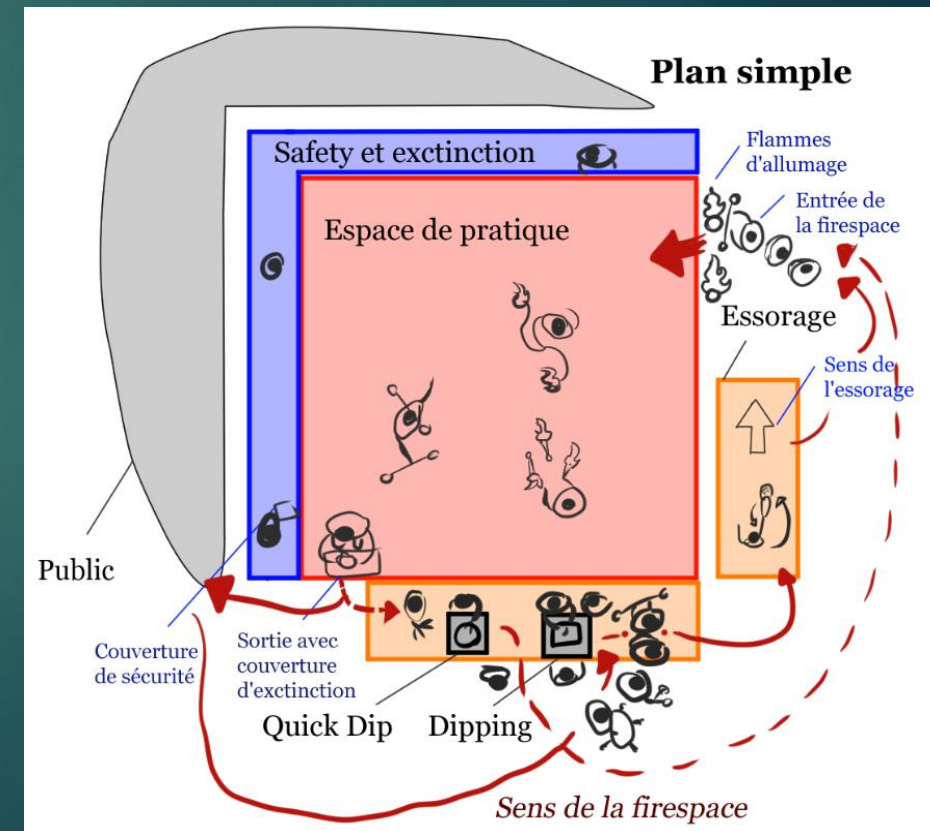 Plan simple
Safety et exctinction
Flammes
d'allumage
Entrée de
la firespace
Espace de pratique
Essorage
Sens de
l'essorage
Public
Couverture
de sécurité
Sortie avec
couverture
d'exctinction
Quick Dip
Dipping
Sens de la firespace